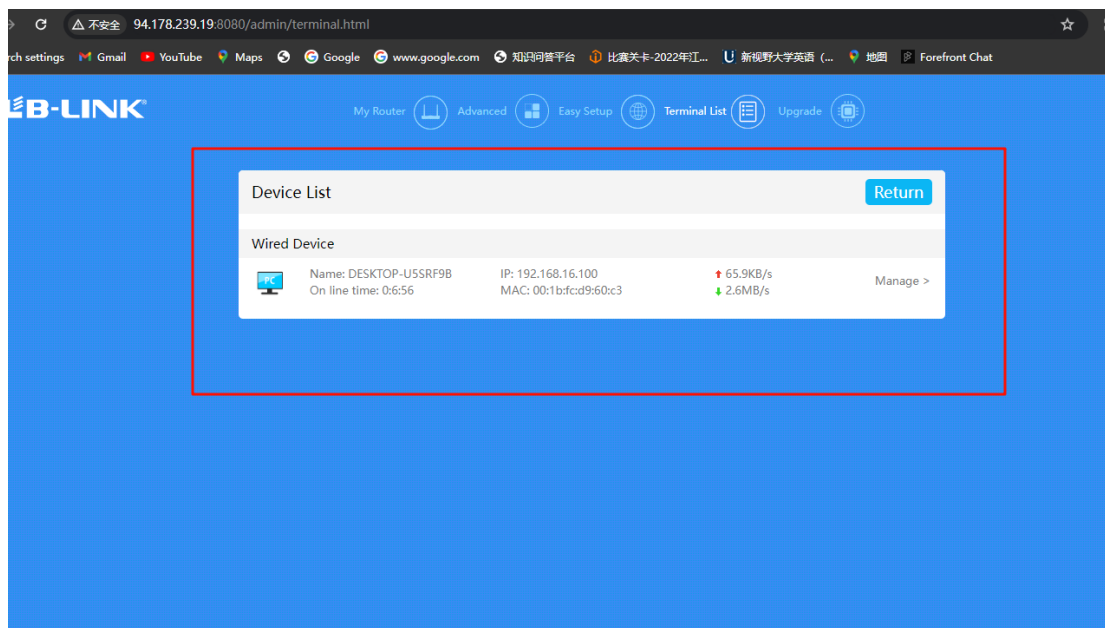 不安全 94.178.239.19:8080/admin/terminal.html
rch settings Gmail YouTube Maps Google www.google.com 知识问答平台 比赛关卡-2022年江... 新视野大学英语 (... 地图 Forefront Chat
B-LINK® My Router Advanced Easy Setup Terminal List Upgrade
Device List Return
Wired Device
PC Name: DESKTOP-U5SRF9B IP: 192.168.16.100 65.9KB/s Manage >
On line time: 0:6:56 MAC: 00:1b:fc:d9:60:c3 2.6MB/s